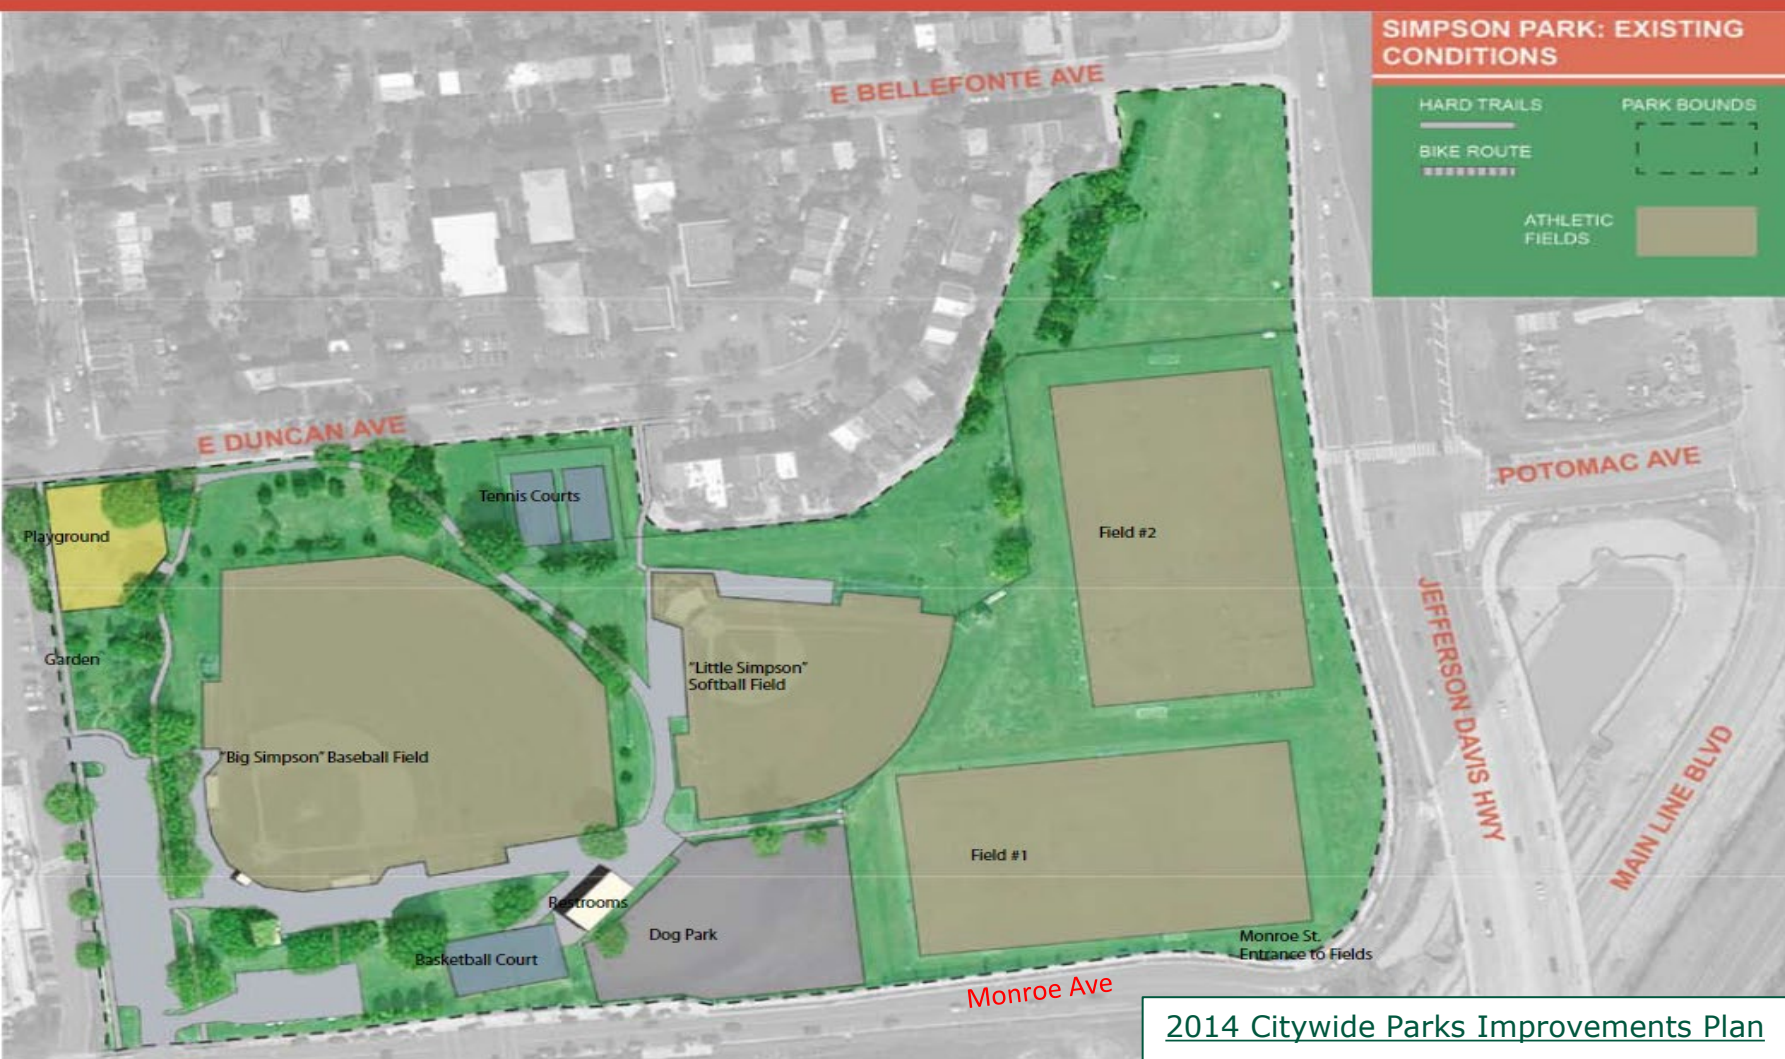 SIMPSON PARK: EXISTING
CONDITIONS
HARD TRAILS
PARK BOUNDS
BIKE ROUTE
ATHLETIC
FIELDS
E BELLEFONTE AVE
E DUNCAN AVE
POTOMAC AVE
JEFFERSON DAVIS HWY
MAIN LINE BLVD
Tennis Courts
Playground
Field #2
Garden
"Little Simpson"
Softball Field
"Big Simpson" Baseball Field
Field #1
Restrooms
Dog Park
Basketball Court
Monroe St.
Entrance to Fields
Monroe Ave
2014 Citywide Parks Improvements Plan